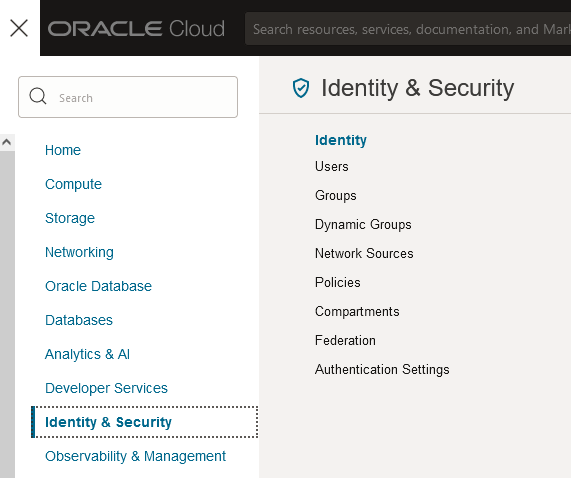 ORACLE Cloud
Search resources, services, documentation, and Mar
Search
Home
Compute
Storage
Networking
Oracle Database
Databases
Analytics & AI
Developer Services
Identity & Security
Observability & Management
Identity & Security
Identity
Users
Groups
Dynamic Groups
Network Sources
Policies
Compartments
Federation
Authentication Settings